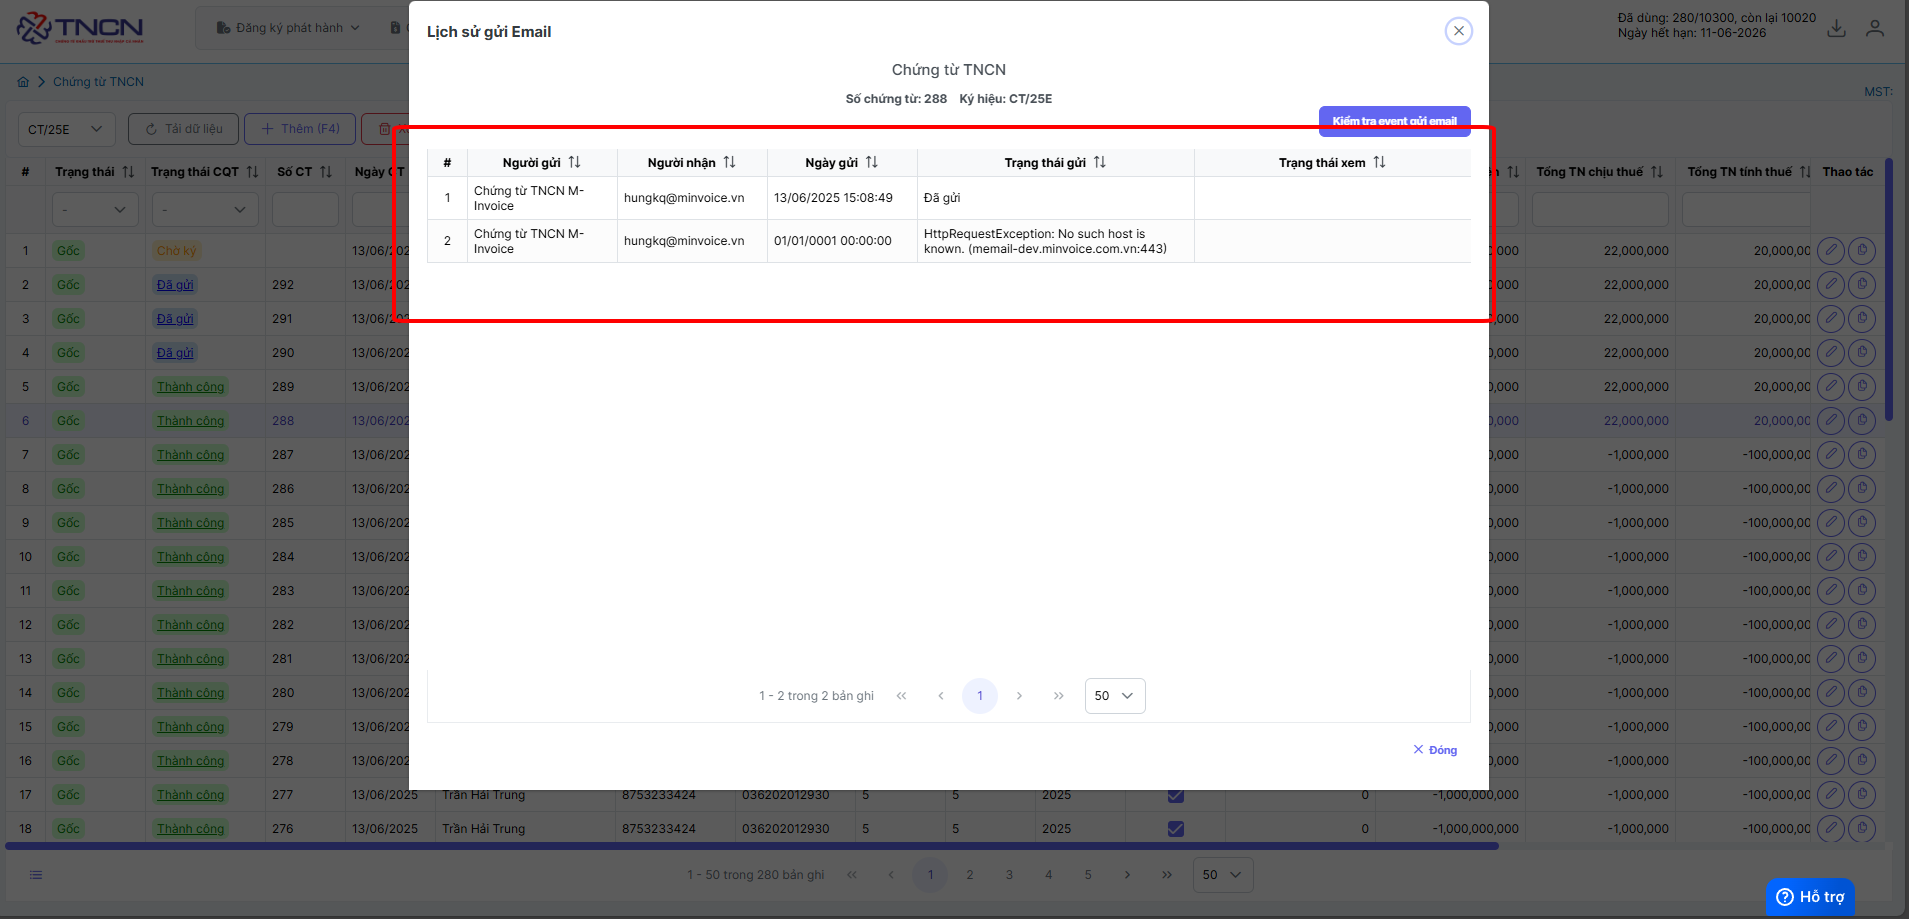 TNCN
Đăng ký phát hành
Đã dùng: 280/10300, còn lại 10020
Ngày hết hạn: 11-06-2026
Chứng từ TNCN
MST:
CT/25E
Tải dữ liệu
Thêm (F4)
Lịch sử gửi Email
Chứng từ TNCN
Số chứng từ: 288 Ký hiệu: CT/25E
Kiểm tra event gửi email
# Người gửi Người nhận Ngày gửi Trạng thái gửi Trạng thái xem
1 Chứng từ TNCN M-Invoice hungkq@minvoice.vn 13/06/2025 15:08:49 Đã gửi
2 Chứng từ TNCN M-Invoice hungkq@minvoice.vn 01/01/0001 00:00:00 HttpRequestException: No such host is known. (memail-dev.minvoice.com.vn:443)
1 - 2 trong 2 bản ghi 1 50
Đóng
# Trạng thái Trạng thái CQT Số CT Ngày CT Tổng TN chịu thuế Tổng TN tính thuế Thao tác
- -
1 Gốc Chờ ký 13/06/202 0,000 22,000,000 20,000,00
2 Gốc Đã gửi 292 13/06/202 0,000 22,000,000 20,000,00
3 Gốc Đã gửi 291 13/06/202 0,000 22,000,000 20,000,00
4 Gốc Đã gửi 290 13/06/202 0,000 22,000,000 20,000,00
5 Gốc Thành công 289 13/06/202 0,000 22,000,000 20,000,00
6 Gốc Thành công 288 13/06/202 0,000 22,000,000 20,000,00
7 Gốc Thành công 287 13/06/202 0,000 -1,000,000 -100,000,00
8 Gốc Thành công 286 13/06/202 0,000 -1,000,000 -100,000,00
9 Gốc Thành công 285 13/06/202 0,000 -1,000,000 -100,000,00
10 Gốc Thành công 284 13/06/202 0,000 -1,000,000 -100,000,00
11 Gốc Thành công 283 13/06/202 0,000 -1,000,000 -100,000,00
12 Gốc Thành công 282 13/06/202 0,000 -1,000,000 -100,000,00
13 Gốc Thành công 281 13/06/202 0,000 -1,000,000 -100,000,00
14 Gốc Thành công 280 13/06/202 0,000 -1,000,000 -100,000,00
15 Gốc Thành công 279 13/06/202 0,000 -1,000,000 -100,000,00
16 Gốc Thành công 278 13/06/202 0,000 -1,000,000 -100,000,00
17 Gốc Thành công 277 13/06/2025 Trần Hải Trung 8753233424 036202012930 5 5 2025 0 -1,000,000,000 -1,000,000 -100,000,00
18 Gốc Thành công 276 13/06/2025 Trần Hải Trung 8753233424 036202012930 5 5 2025 0 -1,000,000,000 -1,000,000 -100,000,00
1 - 50 trong 280 bản ghi 1 2 3 4 5 50
Hỗ trợ